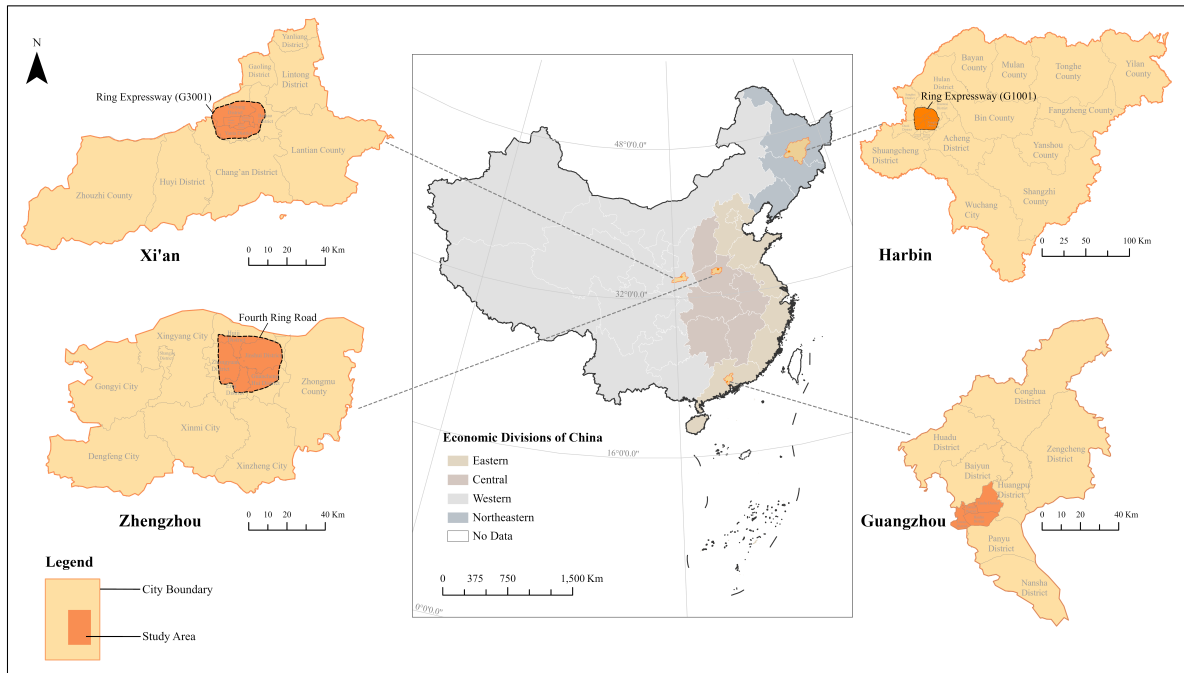 N
Yanliang
District
Gaoling
District
Lintong
District
Ring Expressway (G3001)
Lantian County
Chang'an District
Huyi District
Zhouzhi County
Xi'an
0 10 20 40 Km
Fourth Ring Road
Xingyang City
Gongyi City
Zhongmu
County
Xinmi City
Dengfeng City
Xinzheng City
Zhengzhou
0 10 20 40 Km
Legend
City Boundary
Study Area
48°0'0.0"
32°0'0.0"
16°0'0.0"
°0'0.0"
Economic Divisions of China
Eastern
Central
Western
Northeastern
No Data
0 375 750 1,500 Km
Bayan
County
Mulan
County
Tonghe
County
Yilan
County
Hulan
District
Ring Expressway (G1001)
Fangzheng County
Bin County
Acheng
District
Shuangcheng
District
Yanshou
County
Shangzhi
County
Wuchang
City
Harbin
0 25 50 100 Km
Conghua
District
Huadu
District
Zengcheng
District
Baiyun
District
Huangpu
District
Guangzhou
0 10 20 40 Km
Panyu
District
Nansha
District